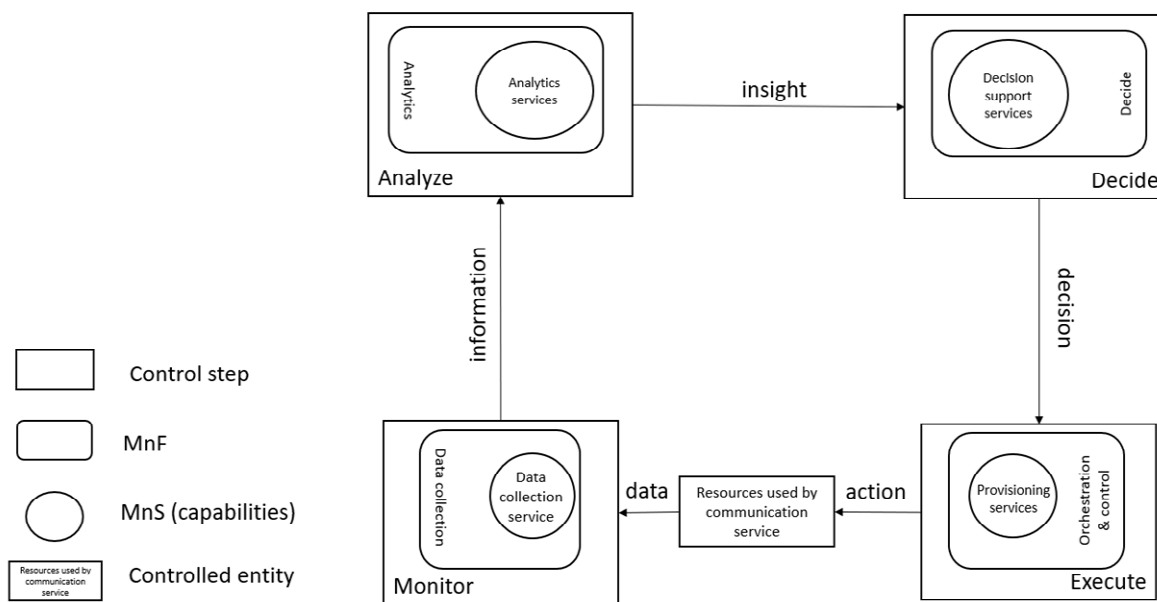 Analytics
Analytics
services
Analyze
insight
Decision
support
services
Decide
Decide
information
decision
Data collection
Data
collection
service
Monitor
data
Resources used by
communication
service
action
Provisioning
services
Orchestration
& control
Execute
Control step
MnF
MnS (capabilities)
Resources used by
communication
service
Controlled entity